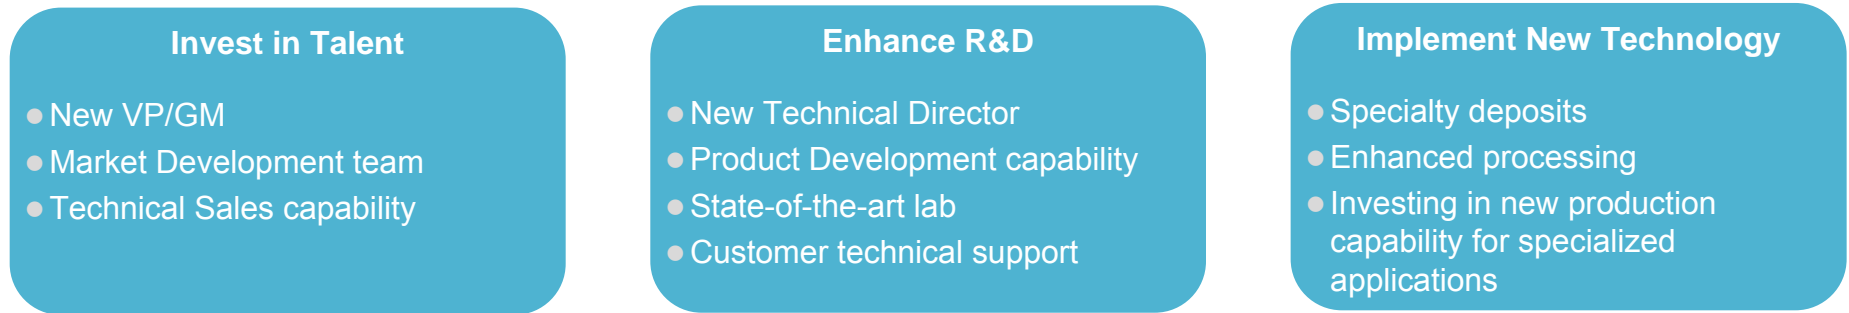 Invest in Talent
● New VP/GM
● Market Development team
● Technical Sales capability
Enhance R&D
● New Technical Director
● Product Development capability
● State-of-the-art lab
● Customer technical support
Implement New Technology
● Specialty deposits
● Enhanced processing
● Investing in new production
capability for specialized
applications